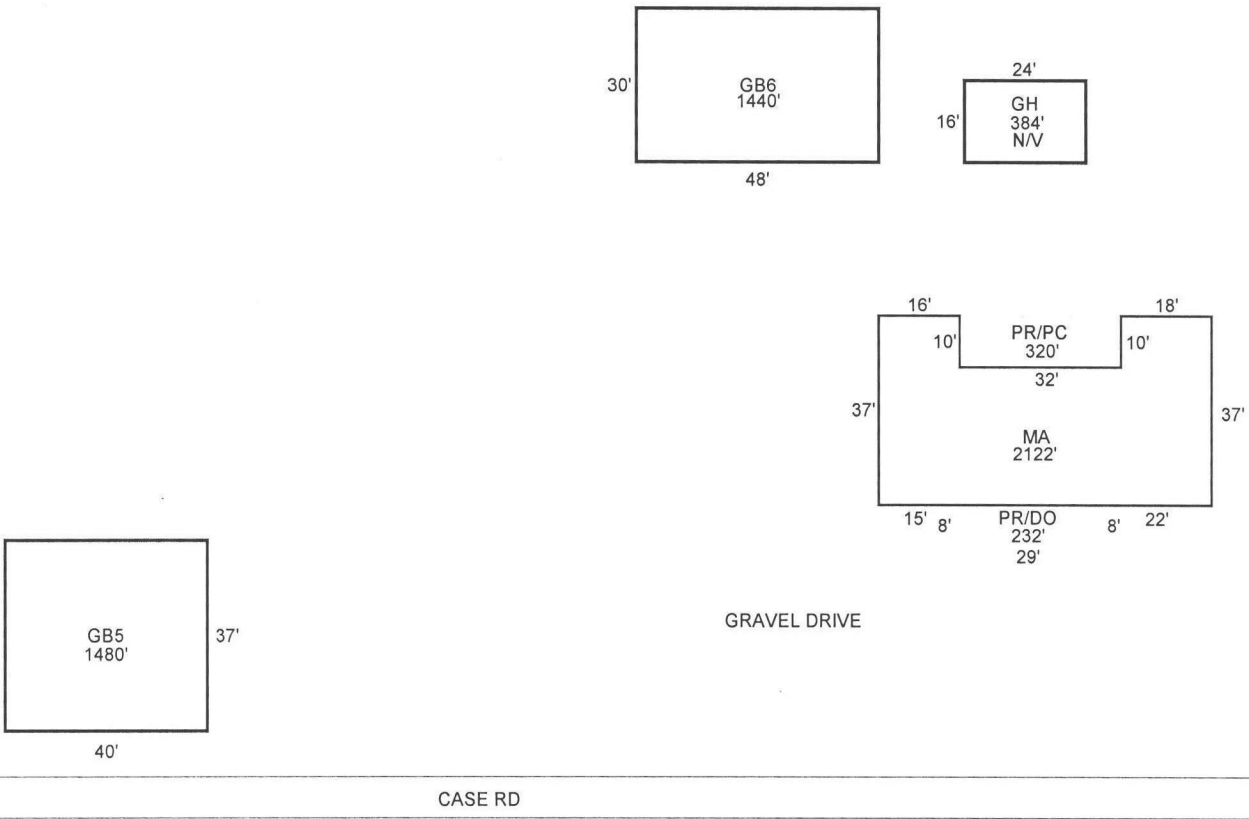 30'
GB6
1440'
48'
24'
16'
GH
384'
N/V
16'
18'
10'
PR/PC
320'
10'
32'
37'
37'
MA
2122'
15'
8'
PR/DO
232'
29'
8'
22'
GRAVEL DRIVE
GB5
1480'
37'
40'
CASE RD